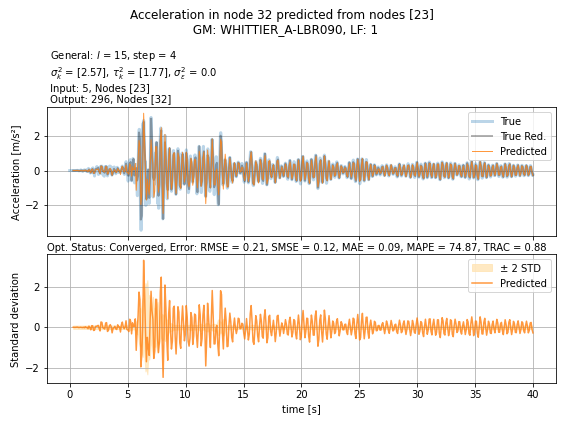 Acceleration in node 32 predicted from nodes [23]
GM: WHITTIER_A-LBR090, LF: 1
General: l = 15, step = 4
σ²ₖ = [2.57], τ²ₖ = [1.77], σ²ε = 0.0
Input: 5, Nodes [23]
Output: 296, Nodes [32]
Acceleration [m/s²]
2
0
−2
True
True Red.
Predicted
Opt. Status: Converged, Error: RMSE = 0.21, SMSE = 0.12, MAE = 0.09, MAPE = 74.87, TRAC = 0.88
Standard deviation
2
0
−2
± 2 STD
Predicted
0 5 10 15 20 25 30 35 40
time [s]